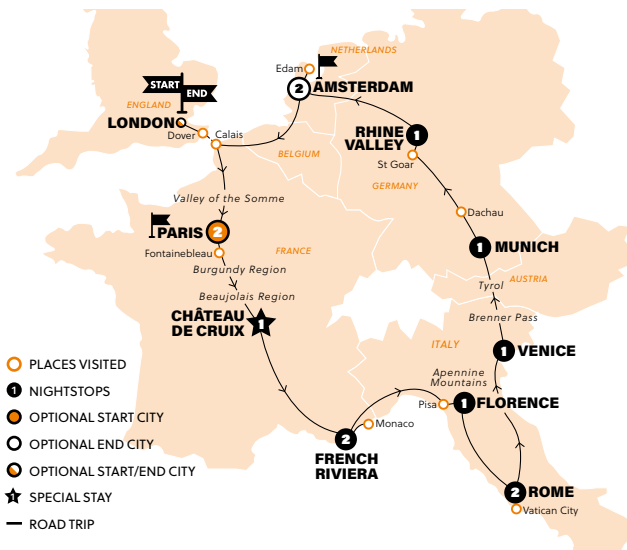 NETHERLANDS
Edam
2
AMSTERDAM
START
END
ENGLAND
LONDON
Dover
Calais
BELGIUM
1
RHINE
VALLEY
St Goar
GERMANY
Valley of the Somme
Dachau
PARIS
2
Fontainebleau
FRANCE
1
MUNICH
Burgundy Region
AUSTRIA
Tyrol
Beaujolais Region
CHÂTEAU
DE CRUIX
1
Brenner Pass
ITALY
1
VENICE
Apennine
Mountains
Pisa
1
FLORENCE
Monaco
2
FRENCH
RIVIERA
2
ROME
Vatican City
PLACES VISITED
1 NIGHTSTOPS
OPTIONAL START CITY
OPTIONAL END CITY
OPTIONAL START/END CITY
1 SPECIAL STAY
ROAD TRIP